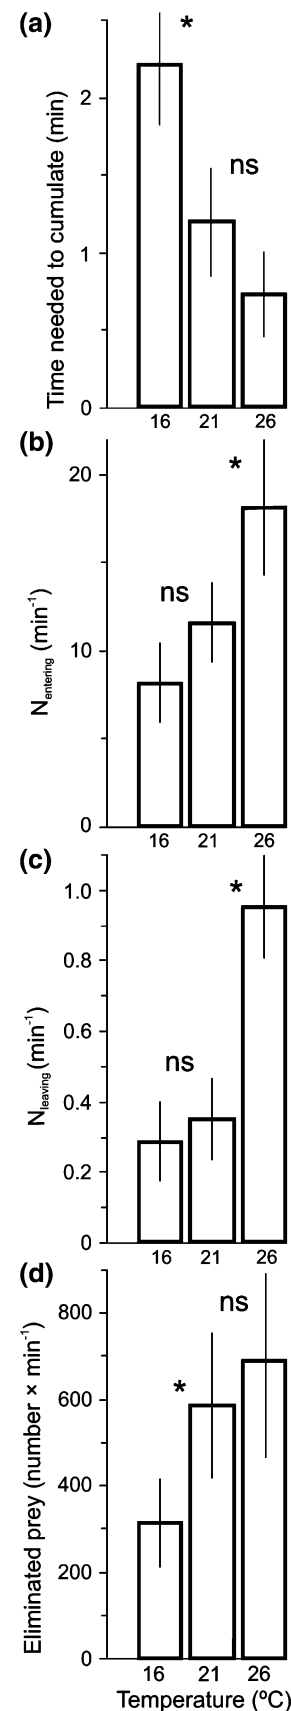 (a)
Time needed to cumulate (min)
2
1
0
*
ns
16 21 26
(b)
Nentering (min-1)
20
10
0
ns
*
16 21 26
(c)
Nleaving (min-1)
1.0
0.8
0.6
0.4
0.2
0
ns
*
16 21 26
(d)
Eliminated prey (number × min-1)
800
600
400
200
0
*
ns
16 21 26
Temperature (ºC)